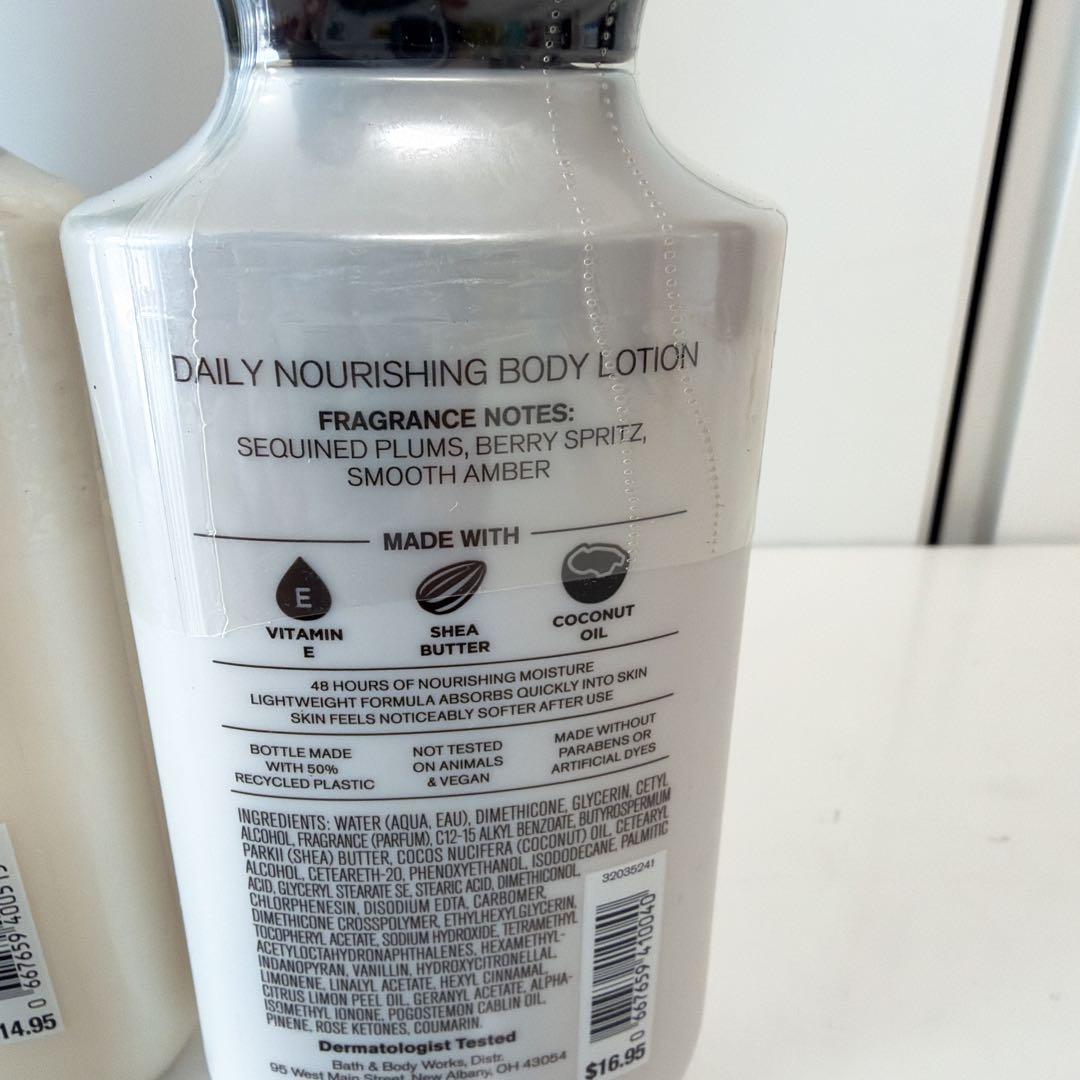 DAILY NOURISHING BODY LOTION
FRAGRANCE NOTES:
SEQUINED PLUMS, BERRY SPRITZ,
SMOOTH AMBER
MADE WITH
E
VITAMIN
E
SHEA
BUTTER
COCONUT
OIL
48 HOURS OF NOURISHING MOISTURE
LIGHTWEIGHT FORMULA ABSORBS QUICKLY INTO SKIN
SKIN FEELS NOTICEABLY SOFTER AFTER USE
BOTTLE MADE
WITH 50%
RECYCLED PLASTIC
NOT TESTED
ON ANIMALS
& VEGAN
MADE WITHOUT
PARABENS OR
ARTIFICIAL DYES
INGREDIENTS: WATER (AQUA, EAU), DIMETHICONE, GLYCERIN, CETYL
ALCOHOL, FRAGRANCE (PARFUM), C12-15 ALKYL BENZOATE, BUTYROSPERMUM
PARKII (SHEA) BUTTER, COCOS NUCIFERA (COCONUT) OIL, CETEARYL
ALCOHOL, CETEARETH-20, PHENOXYETHANOL, ISODODECANE, PALMITIC
ACID, GLYCERYL STEARATE SE, STEARIC ACID, DIMETHICONOL,
CHLORPHENESIN, DISODIUM EDTA, CARBOMER,
DIMETHICONE CROSSPOLYMER, ETHYLHEXYLGLYCERIN,
TOCOPHERYL ACETATE, SODIUM HYDROXIDE, TETRAMETHYL
ACETYLOCTAHYDRONAPHTHALENES, HEXAMETHYL-
INDANOPYRAN, VANILLIN, HYDROXYCITRONELLAL,
LIMONENE, LINALYL ACETATE, HEXYL CINNAMAL,
CITRUS LIMON PEEL OIL, GERANYL ACETATE, ALPHA-
ISOMETHYL IONONE, POGOSTEMON CABLIN OIL,
PINENE, ROSE KETONES, COUMARIN.
Dermatologist Tested
Bath & Body Works, Distr.
95 West Main Street, New Albany, OH 43054
32035241
0 667659 410040
$16.95
0 667659 400515
14.95